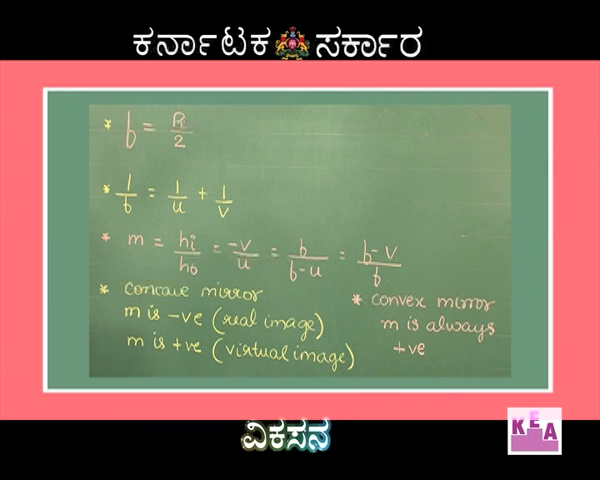 ಕರ್ನಾಟಕ ಸರ್ಕಾರ
* f = R/2
* 1/f = 1/u + 1/v
* m = hi/ho = -v/u = f/f-u = f-v/f
* concave mirror
m is -ve (real image)
m is +ve (virtual image)
* convex mirror
m is always
+ve
ವಿಕಸನ
KEA